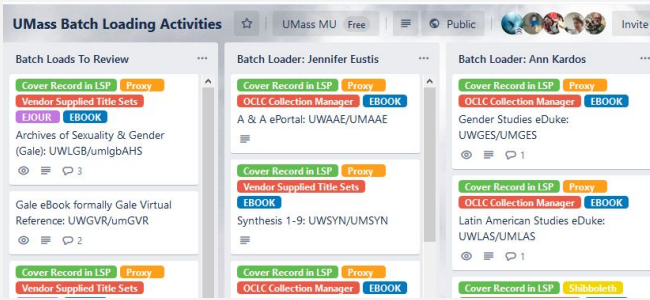 UMass Batch Loading Activities
UMass MU Free
Public
Invite
Batch Loads To Review
Cover Record in LSP Proxy
Vendor Supplied Title Sets
EJOUR EBOOK
Archives of Sexuality & Gender
(Gale): UWLGB/umlgbAHS
3
Gale eBook formally Gale Virtual
Reference: UWGVR/umGVR
2
Cover Record in LSP Proxy
Vendor Supplied Title Sets
Batch Loader: Jennifer Eustis
Cover Record in LSP Proxy
OCLC Collection Manager EBOOK
A & A ePortal: UWAAE/UMAAE
Cover Record in LSP Proxy
Vendor Supplied Title Sets
EBOOK
Synthesis 1-9: UWSYN/UMSYN
Cover Record in LSP Proxy
OCLC Collection Manager EBOOK
Batch Loader: Ann Kardos
Cover Record in LSP Proxy
OCLC Collection Manager EBOOK
Gender Studies eDuke:
UWGES/UMGES
1
Cover Record in LSP Proxy
OCLC Collection Manager EBOOK
Latin American Studies eDuke:
UWLAS/UMLAS
1
Cover Record in LSP Shibboleth